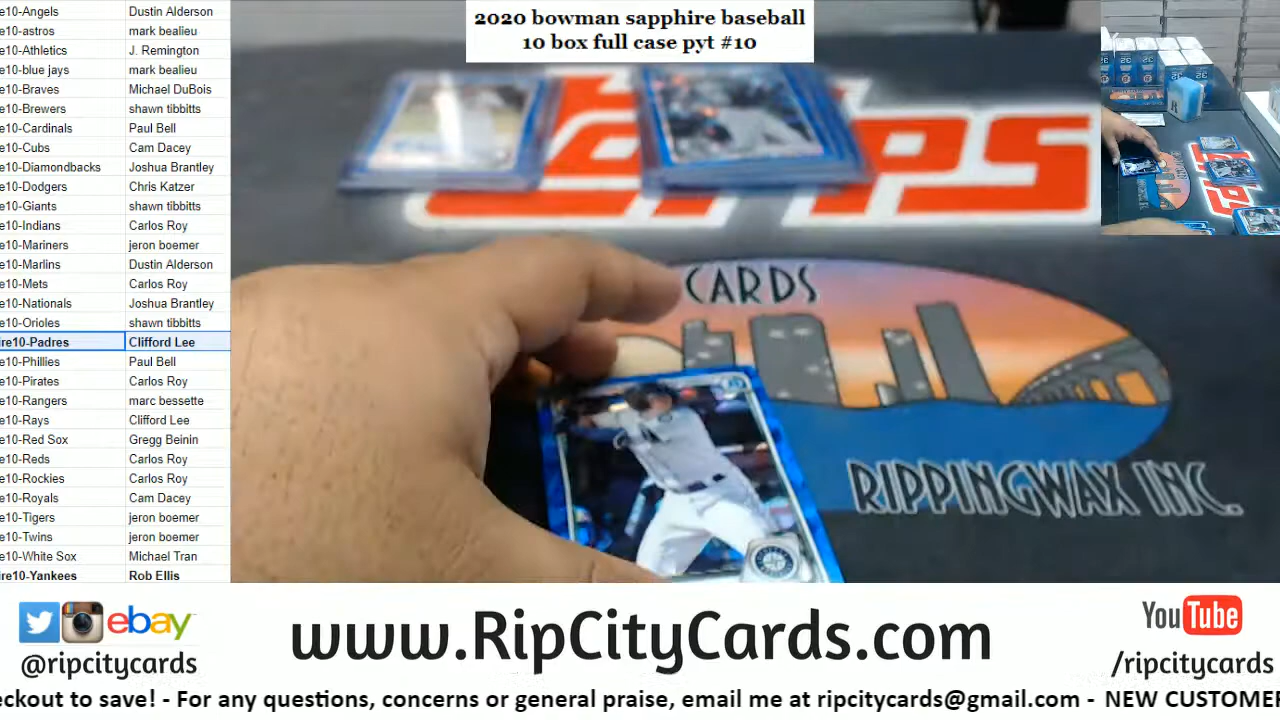 e10-Angels Dustin Alderson
e10-astros mark bealieu
e10-Athletics J. Remington
e10-blue jays mark bealieu
e10-Braves Michael DuBois
e10-Brewers shawn tibbitts
e10-Cardinals Paul Bell
e10-Cubs Cam Dacey
e10-Diamondbacks Joshua Brantley
e10-Dodgers Chris Katzer
e10-Giants shawn tibbitts
e10-Indians Carlos Roy
e10-Mariners jeron boemer
e10-Marlins Dustin Alderson
e10-Mets Carlos Roy
e10-Nationals Joshua Brantley
e10-Orioles shawn tibbitts
ire10-Padres Clifford Lee
e10-Phillies Paul Bell
e10-Pirates Carlos Roy
e10-Rangers marc bessette
e10-Rays Clifford Lee
e10-Red Sox Gregg Beinin
e10-Reds Carlos Roy
e10-Rockies Carlos Roy
e10-Royals Cam Dacey
e10-Tigers jeron boemer
e10-Twins jeron boemer
e10-White Sox Michael Tran
ire10-Yankees Rob Ellis
2020 bowman sapphire baseball
10 box full case pyt #10
CARDS
RIPPINGWAX INC.
ebay
@ripcitycards
www.RipCityCards.com
YouTube
/ripcitycards
eckout to save! - For any questions, concerns or general praise, email me at ripcitycards@gmail.com - NEW CUSTOME